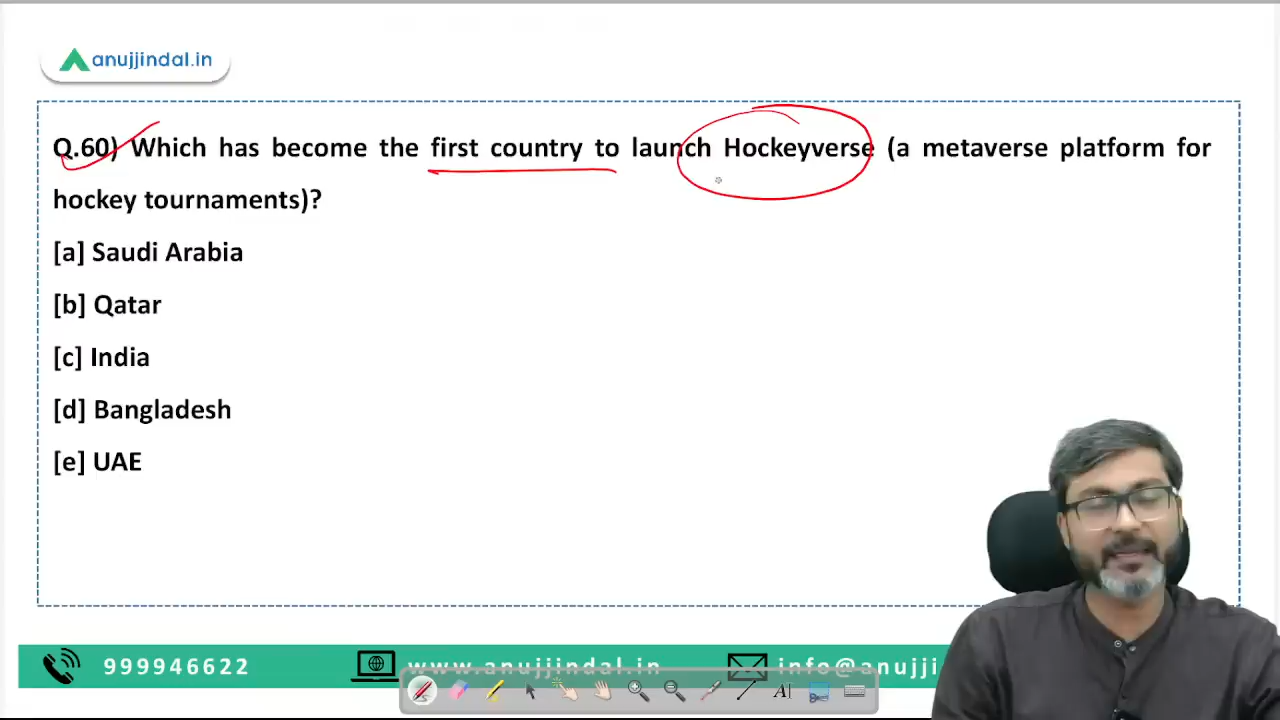 anujjindal.in
Q.60) Which has become the first country to launch Hockeyverse (a metaverse platform for
hockey tournaments)?
[a] Saudi Arabia
[b] Qatar
[c] India
[d] Bangladesh
[e] UAE
999946622 www.anujjindal.in info@anujji